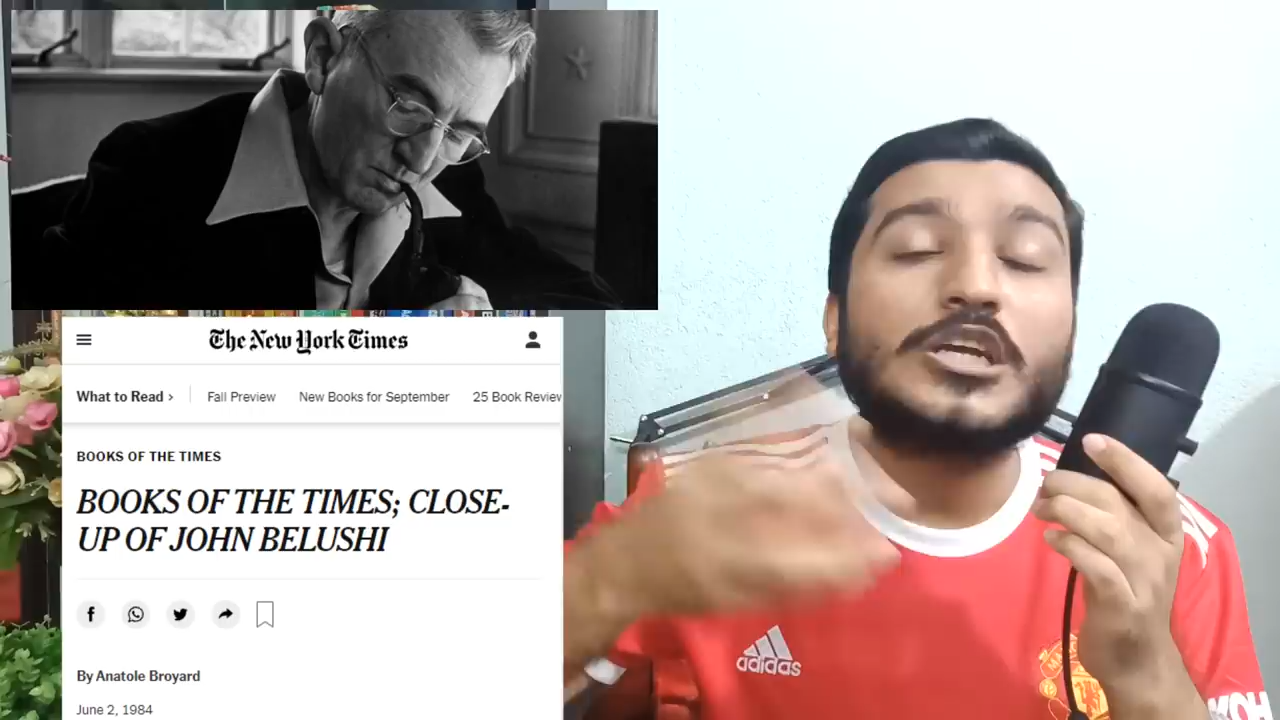 The New York Times
What to Read ›
Fall Preview
New Books for September
25 Book Review
BOOKS OF THE TIMES
BOOKS OF THE TIMES; CLOSE-
UP OF JOHN BELUSHI
By Anatole Broyard
June 2, 1984
adidas
KOH